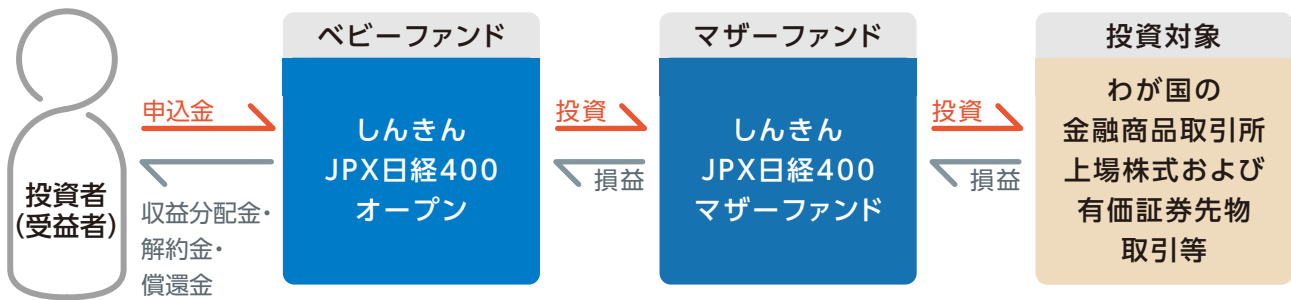 投資者
(受益者)
申込金
収益分配金・
解約金・
償還金
ベビーファンド
しんきん
JPX日経400
オープン
投資
損益
マザーファンド
しんきん
JPX日経400
マザーファンド
投資
損益
投資対象
わが国の
金融商品取引所
上場株式および
有価証券先物
取引等